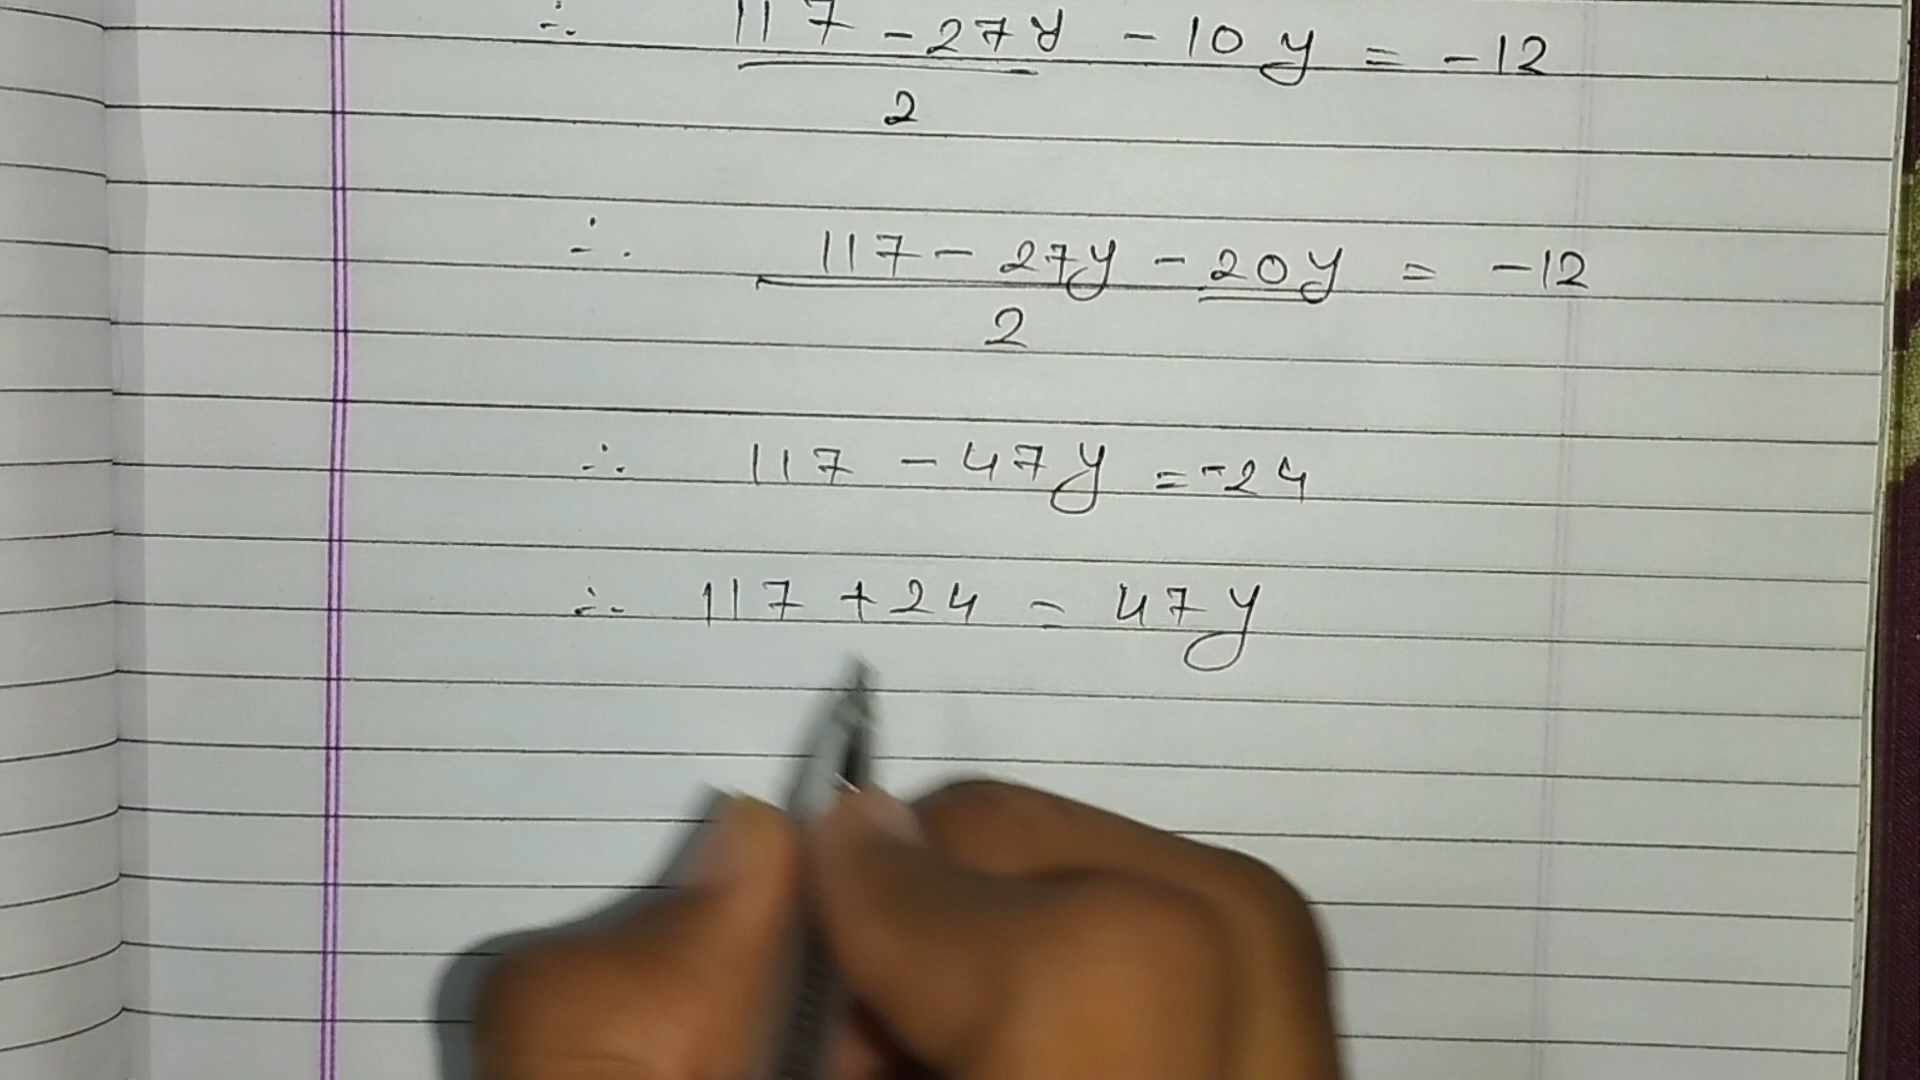 ∴ 117 - 27y - 10y = -12
2
∴ 117 - 27y - 20y = -12
2
∴ 117 - 47y = -24
∴ 117 + 24 = 47y